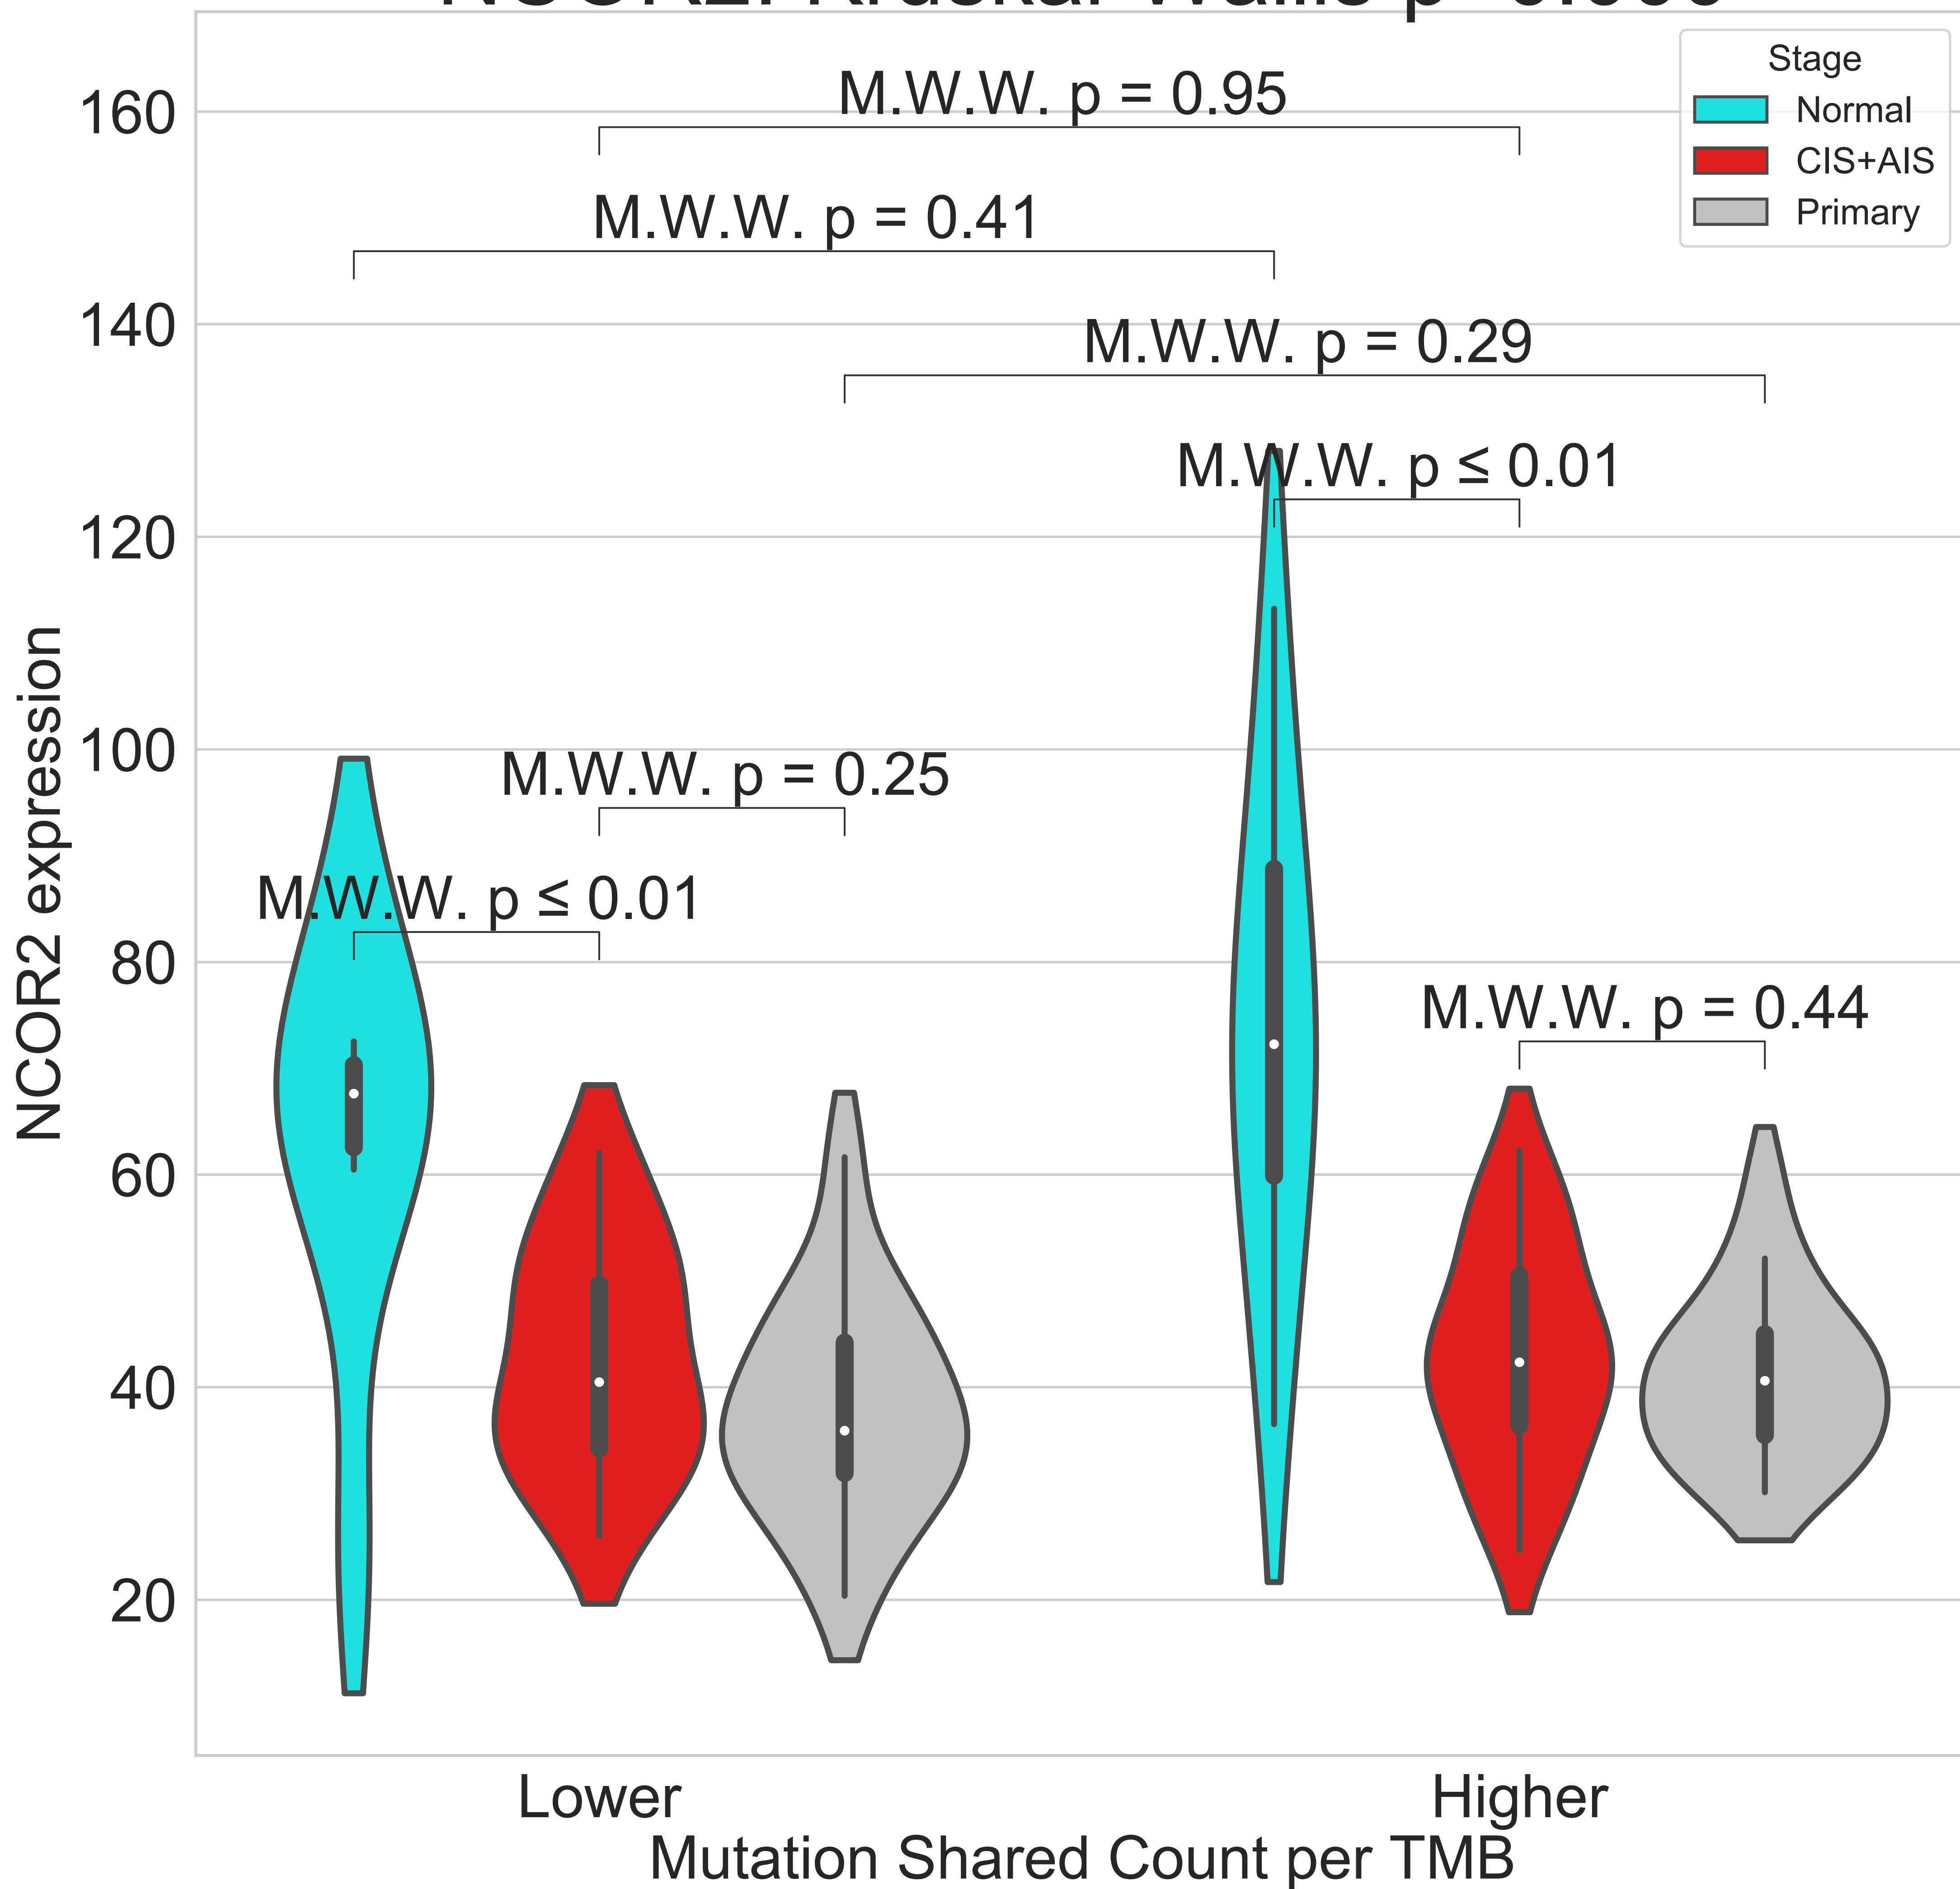 Stage
Normal
CIS+AIS
Primary
M.W.W. p = 0.95
M.W.W. p = 0.41
M.W.W. p = 0.29
M.W.W. p ≤ 0.01
M.W.W. p = 0.25
M.W.W. p ≤ 0.01
M.W.W. p = 0.44
160
140
120
100
80
60
40
20
NCOR2 expression
Lower
Higher
Mutation Shared Count per TMB